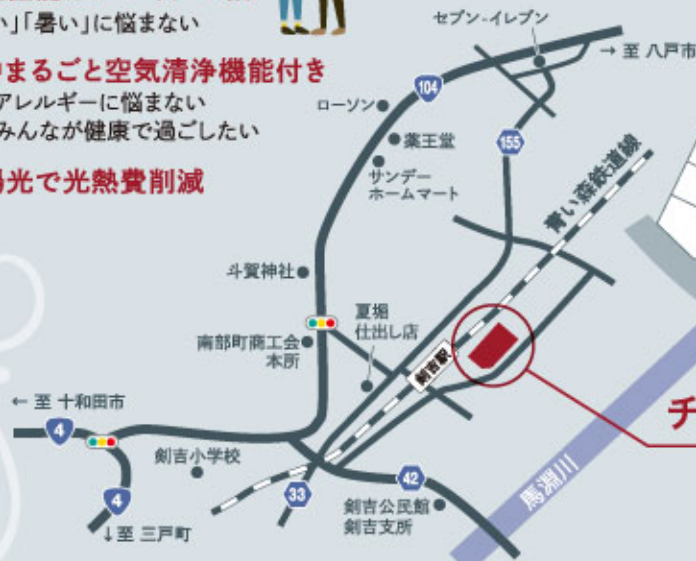 い」「暑い」に悩まない
まるごと空気清浄機能付き
アレルギーに悩まない
みんなが健康で過ごしたい
光で光熱費削減
セブン-イレブン
→ 至 八戸市
104
ローソン
薬王堂
155
サンデー
ホームマート
青い森鉄道線
斗賀神社
夏堀
仕出し店
南部町商工会
本所
剣吉駅
← 至 十和田市
チ
4
剣吉小学校
42
33
4
剣吉公民館
剣吉支所
馬淵川
↓至 三戸町